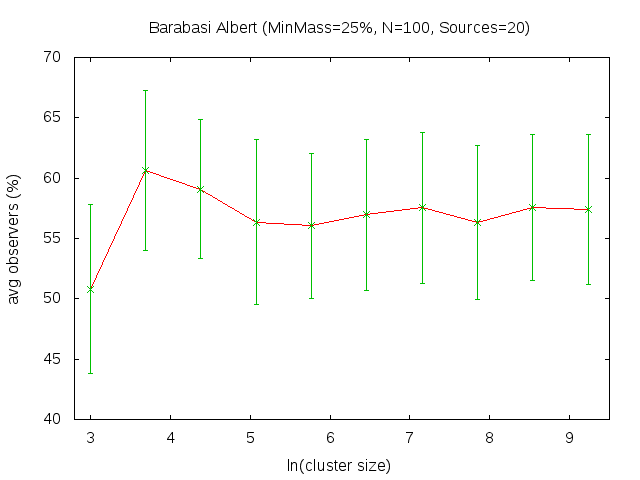 Barabasi Albert (MinMass=25%, N=100, Sources=20)
70
65
60
55
50
45
40
avg observers (%)
3 4 5 6 7 8 9
ln(cluster size)